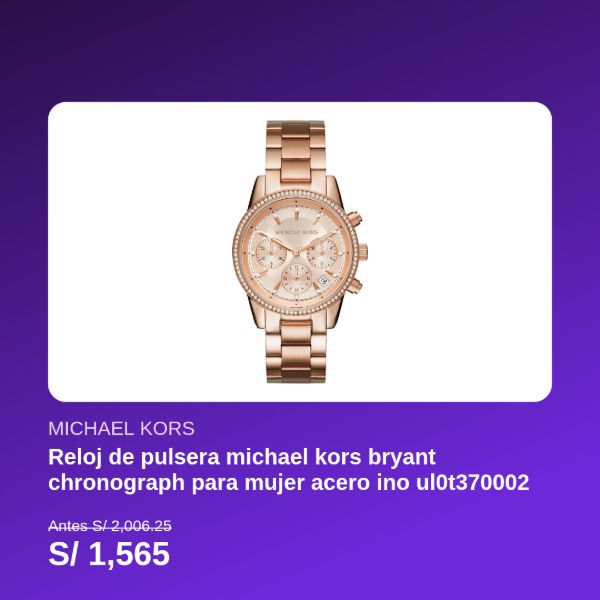 MICHAEL KORS
MICHAEL KORS
Reloj de pulsera michael kors bryant
chronograph para mujer acero ino ul0t370002
Antes S/ 2,006.25
S/ 1,565